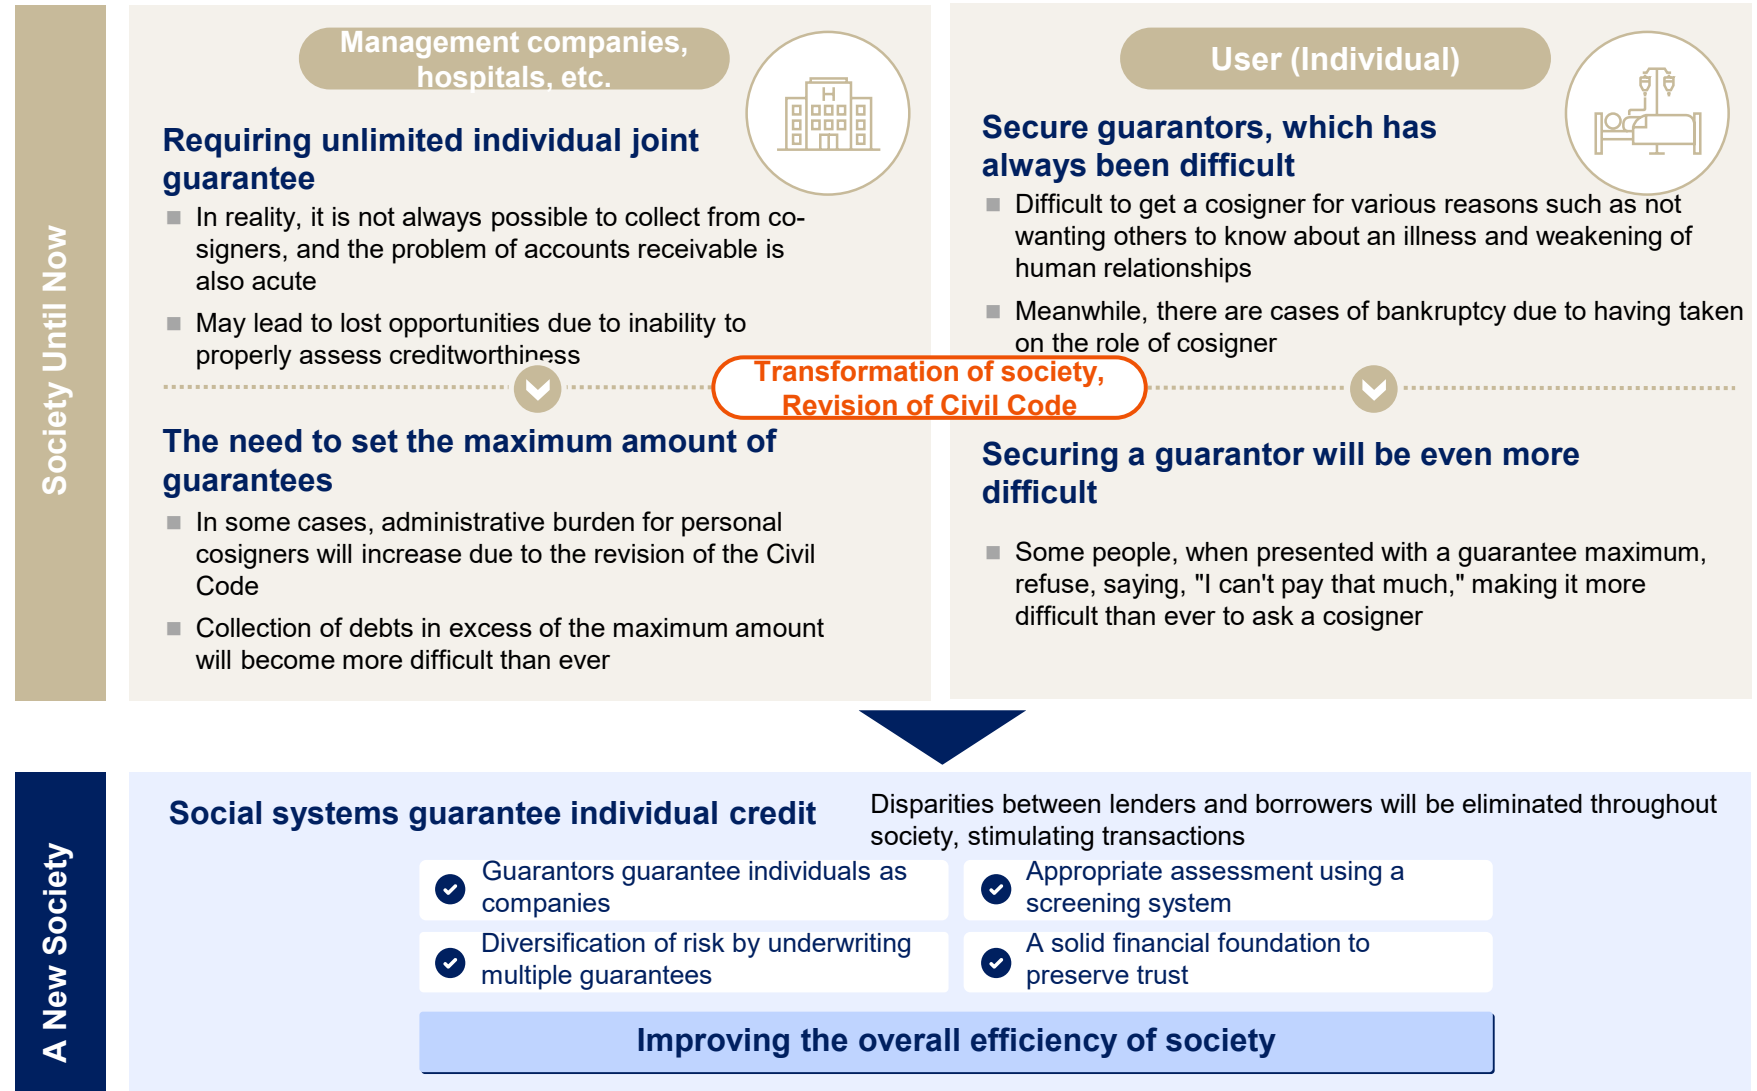 Society Until Now
Management companies,
hospitals, etc.
H
Requiring unlimited individual joint
guarantee
In reality, it is not always possible to collect from co-
signers, and the problem of accounts receivable is
also acute
May lead to lost opportunities due to inability to
properly assess creditworthiness
User (Individual)
Secure guarantors, which has
always been difficult
Difficult to get a cosigner for various reasons such as not
wanting others to know about an illness and weakening of
human relationships
Meanwhile, there are cases of bankruptcy due to having taken
on the role of cosigner
Transformation of society,
Revision of Civil Code
The need to set the maximum amount of
guarantees
In some cases, administrative burden for personal
cosigners will increase due to the revision of the Civil
Code
Collection of debts in excess of the maximum amount
will become more difficult than ever
Securing a guarantor will be even more
difficult
Some people, when presented with a guarantee maximum,
refuse, saying, "I can't pay that much," making it more
difficult than ever to ask a cosigner
A New Society
Social systems guarantee individual credit
Disparities between lenders and borrowers will be eliminated throughout
society, stimulating transactions
Guarantors guarantee individuals as
companies
Appropriate assessment using a
screening system
Diversification of risk by underwriting
multiple guarantees
A solid financial foundation to
preserve trust
Improving the overall efficiency of society